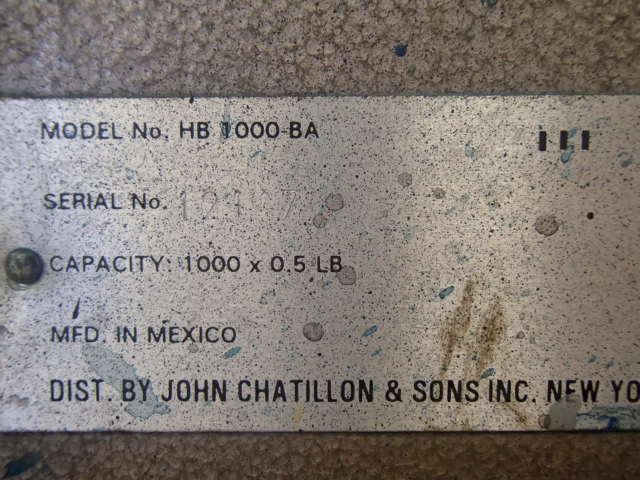 MODEL No. HB 1000-BA
III
SERIAL No.
CAPACITY: 1000 x 0.5 LB
MFD. IN MEXICO
DIST. BY JOHN CHATILLON & SONS INC. NEW YO